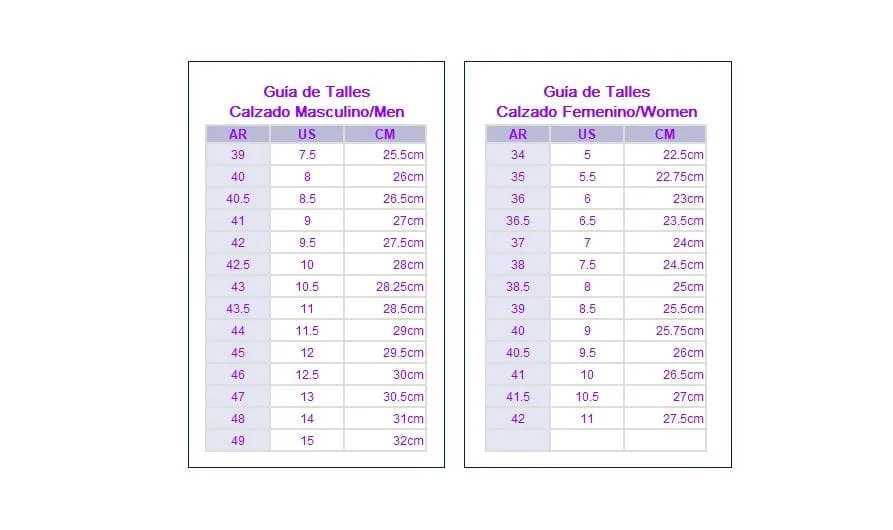 Guía de Talles
Calzado Masculino/Men
AR US CM
39 7.5 25.5cm
40 8 26cm
40.5 8.5 26.5cm
41 9 27cm
42 9.5 27.5cm
42.5 10 28cm
43 10.5 28.25cm
43.5 11 28.5cm
44 11.5 29cm
45 12 29.5cm
46 12.5 30cm
47 13 30.5cm
48 14 31cm
49 15 32cm
Guía de Talles
Calzado Femenino/Women
AR US CM
34 5 22.5cm
35 5.5 22.75cm
36 6 23cm
36.5 6.5 23.5cm
37 7 24cm
38 7.5 24.5cm
38.5 8 25cm
39 8.5 25.5cm
40 9 25.75cm
40.5 9.5 26cm
41 10 26.5cm
41.5 10.5 27cm
42 11 27.5cm